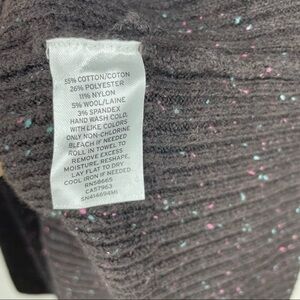 55% COTTON/COTON
26% POLYESTER
11% NYLON
5% WOOL/LAINE
3% SPANDEX
HAND WASH COLD,
WITH LIKE COLORS
ONLY NON-CHLORINE
BLEACH IF NEEDED
ROLL IN TOWEL TO
REMOVE EXCESS
MOISTURE, RESHAPE,
LAY FLAT TO DRY
COOL IRON IF NEEDED
RN58665
CA57963